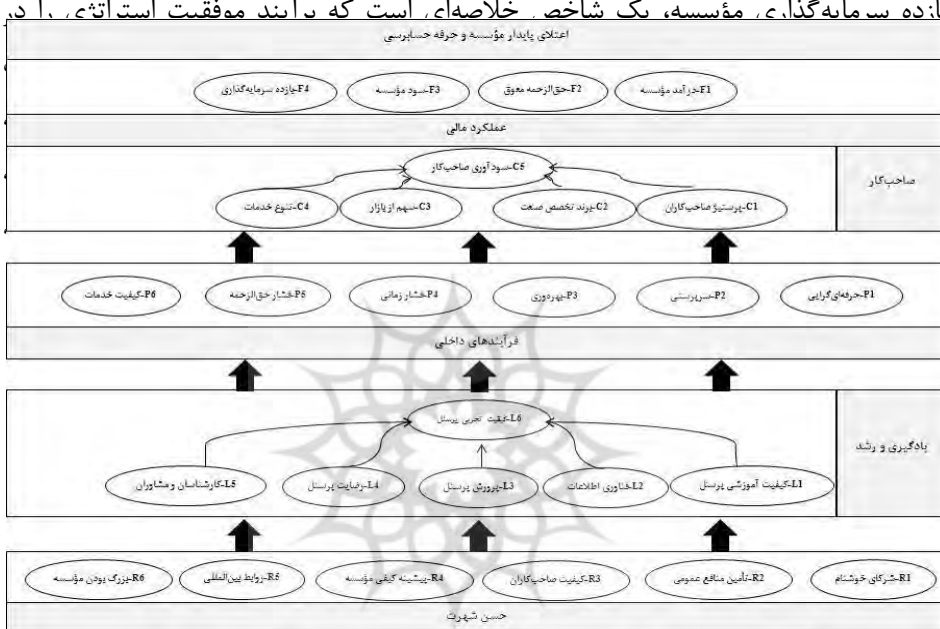 بازده سرمایه‌گذاری مؤسسه، یک شاخص خلاصه‌ای است که برآیند موفقیت استراتژی را در
اعتلای پایدار مؤسسه و حرفه حسابرسی
F1-درآمد مؤسسه F2-حق‌الزحمه معوق F3-سود مؤسسه F4-بازده سرمایه‌گذاری
عملکرد مالی
صاحب‌کار
C5-سود آوری صاحب‌کار
C1-پرستیژ صاحب‌کاران C2-برند تخصص صنعت C3-سهم از بازار C4-تنوع خدمات
P1-حرفه‌ای گرایی P2-سرپرستی P3-بهره‌وری P4-فشار زمانی P5-فشار حق‌الزحمه P6-کیفیت خدمات
فرآیندهای داخلی
یادگیری و رشد
L6-کیفیت تجربی پرسنل
L1-کیفیت آموزشی پرسنل L2-فناوری اطلاعات L3-پرورش پرسنل L4-رضایت پرسنل L5-کارشناسان و مشاوران
R1-شرکای خوشنام R2-تأمین منافع عمومی R3-کیفیت صاحب‌کاران R4-پیشینه کیفی مؤسسه R5-روابط بین‌المللی R6-بزرگ بودن مؤسسه
حسن شهرت